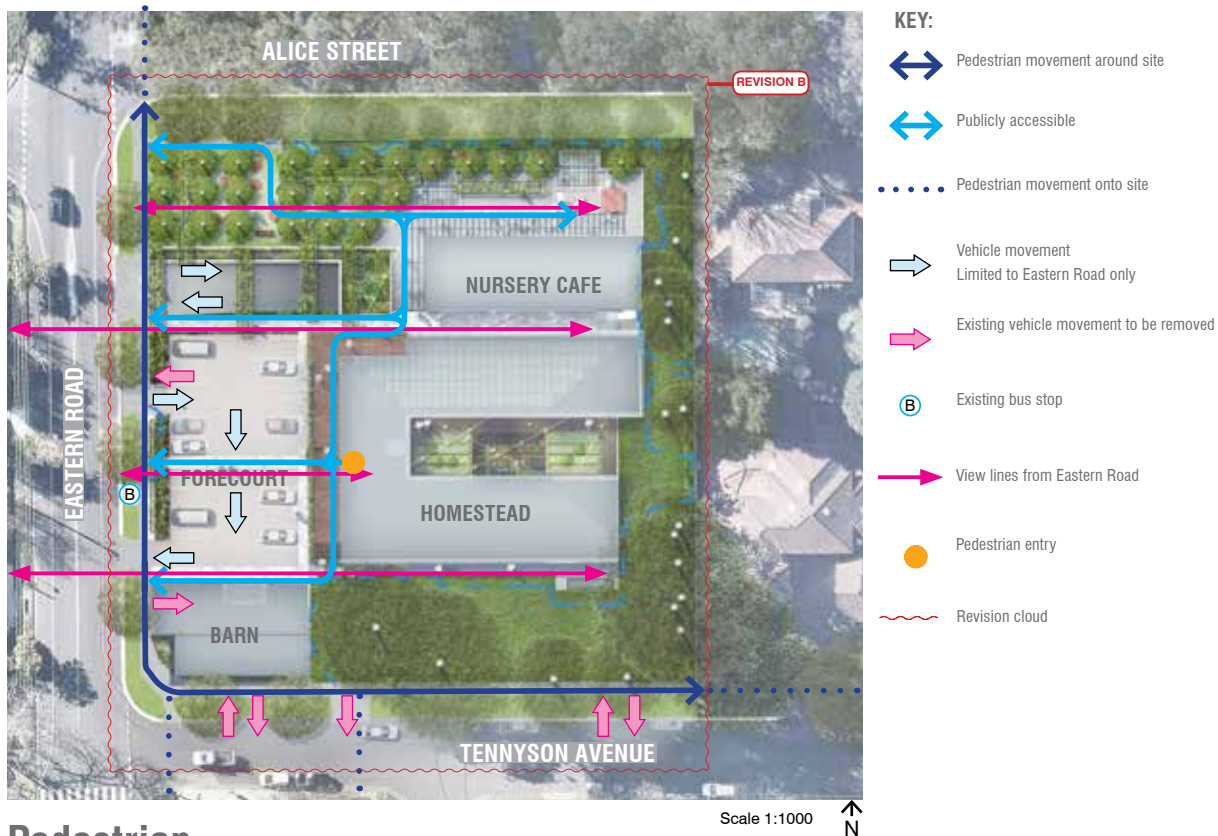 ALICE STREET
REVISION B
NURSERY CAFE
EASTERN ROAD
FORECOURT
B
HOMESTEAD
BARN
TENNYSON AVENUE
KEY:
Pedestrian movement around site
Publicly accessible
Pedestrian movement onto site
Vehicle movement
Limited to Eastern Road only
Existing vehicle movement to be removed
B
Existing bus stop
View lines from Eastern Road
Pedestrian entry
Revision cloud
Scale 1:1000
N
Pedestrian